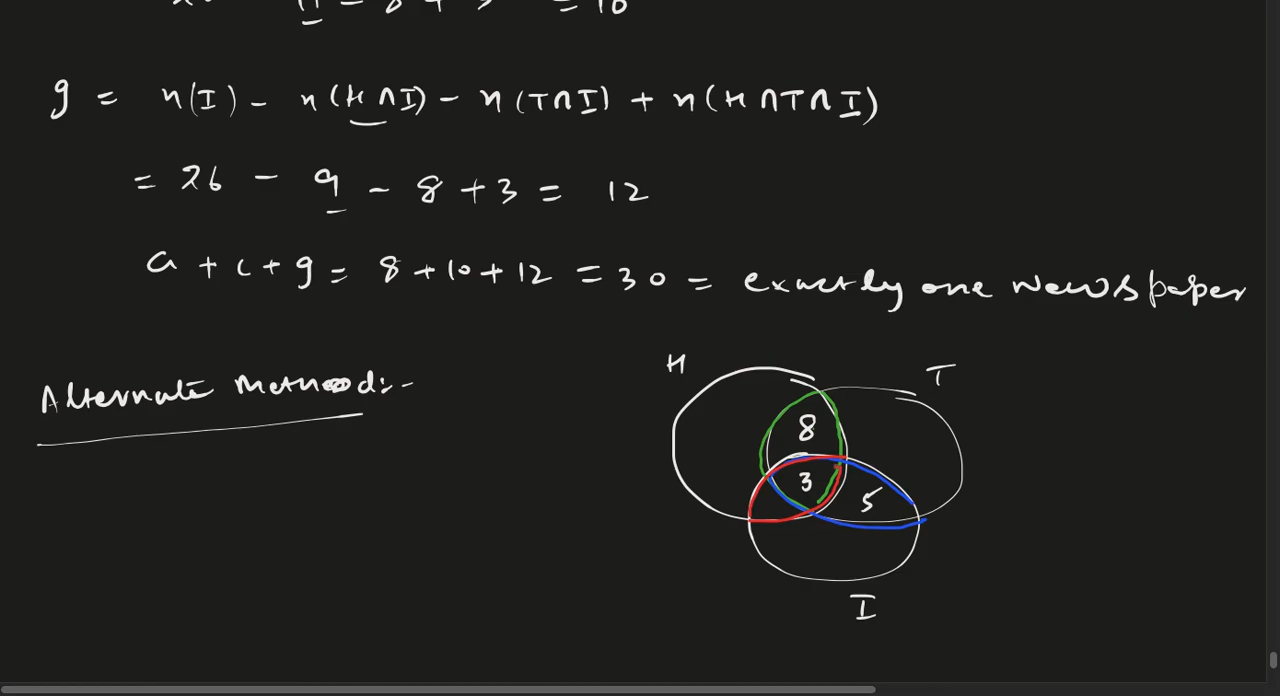 g = n(I) - n(H∩I) - n(T∩I) + n(H∩T∩I)
= 26 - 9 - 8 + 3 = 12
a + c + g = 8 + 10 + 12 = 30 = exactly one Newspaper
Alternate Method:-
H
T
8
3
5
I